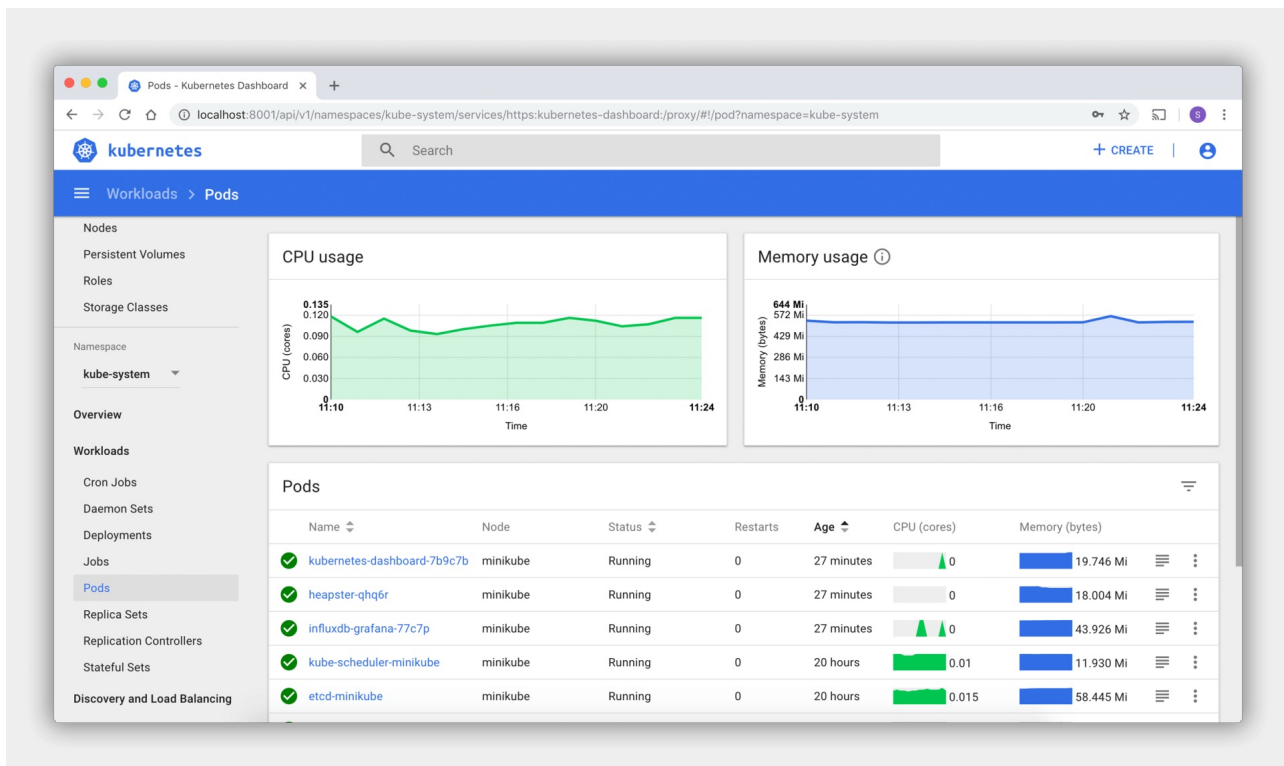 Pods - Kubernetes Dashboard
localhost:8001/api/v1/namespaces/kube-system/services/https:kubernetes-dashboard:/proxy/#!/pod?namespace=kube-system
S
kubernetes
Search
+ CREATE
Workloads > Pods
Nodes
Persistent Volumes
Roles
Storage Classes
Namespace
kube-system
Overview
Workloads
Cron Jobs
Daemon Sets
Deployments
Jobs
Pods
Replica Sets
Replication Controllers
Stateful Sets
Discovery and Load Balancing
CPU usage
CPU (cores)
0.135
0.120
0.090
0.060
0.030
0
11:10 11:13 11:16 11:20 11:24
Time
Memory usage
Memory (bytes)
644 Mi
572 Mi
429 Mi
286 Mi
143 Mi
0
11:10 11:13 11:16 11:20 11:24
Time
Pods
Name Node Status Restarts Age CPU (cores) Memory (bytes)
kubernetes-dashboard-7b9c7b minikube Running 0 27 minutes 0 19.746 Mi
heapster-qhq6r minikube Running 0 27 minutes 0 18.004 Mi
influxdb-grafana-77c7p minikube Running 0 27 minutes 0 43.926 Mi
kube-scheduler-minikube minikube Running 0 20 hours 0.01 11.930 Mi
etcd-minikube minikube Running 0 20 hours 0.015 58.445 Mi